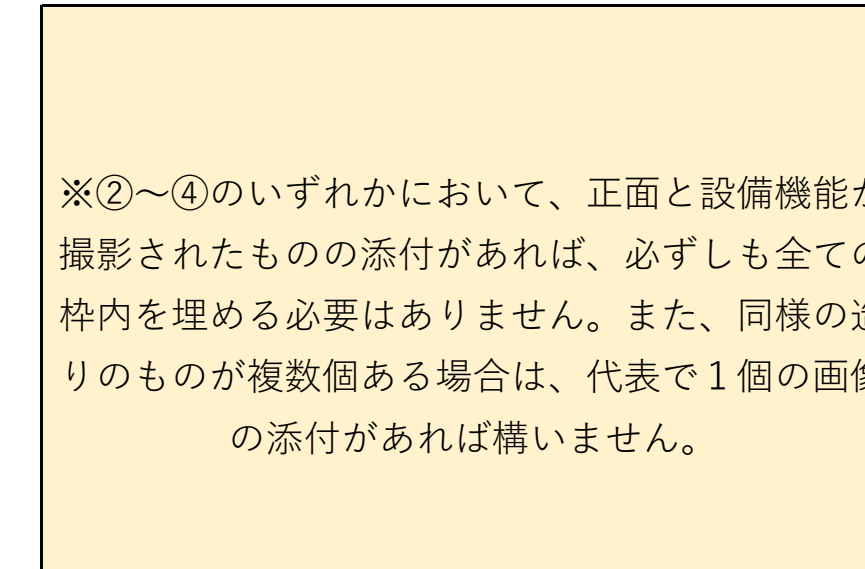 ※②～④のいずれかにおいて、正面と設備機能が
撮影されたものの添付があれば、必ずしも全ての
枠内を埋める必要はありません。また、同様の造
りのものが複数個ある場合は、代表で１個の画像
の添付があれば構いません。